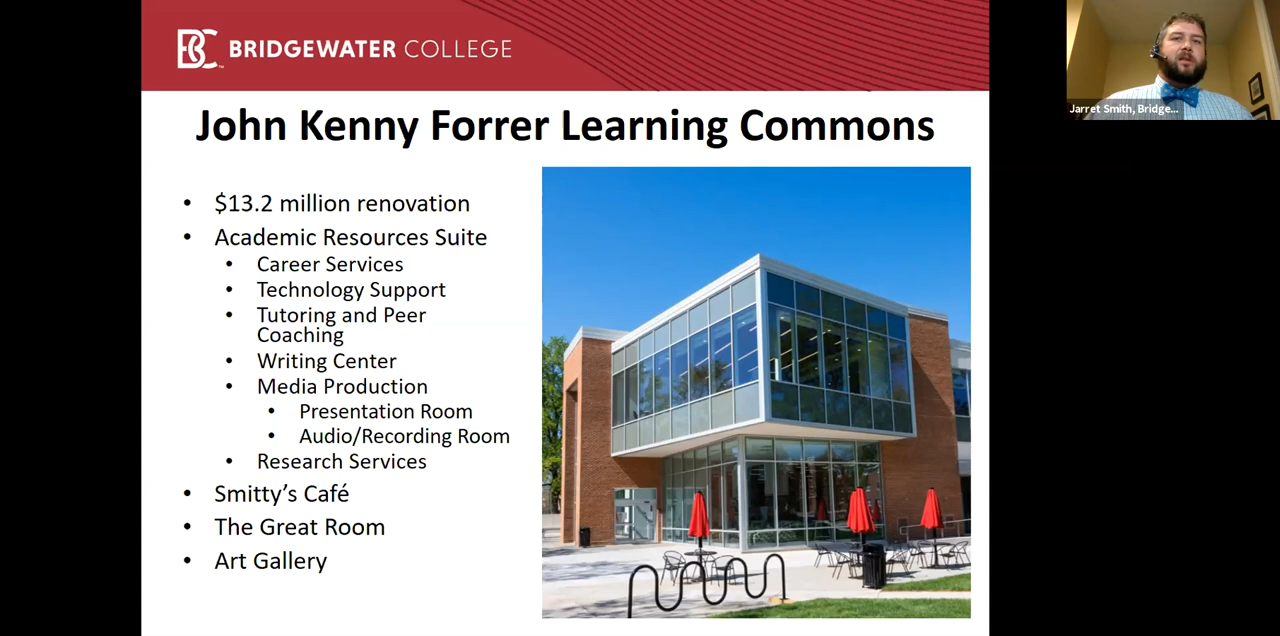 BC BRIDGEWATER COLLEGE
John Kenny Forrer Learning Commons
• $13.2 million renovation
• Academic Resources Suite
• Career Services
• Technology Support
• Tutoring and Peer
Coaching
• Writing Center
• Media Production
• Presentation Room
• Audio/Recording Room
• Research Services
• Smitty’s Café
• The Great Room
• Art Gallery
Jarret Smith, Bridge...